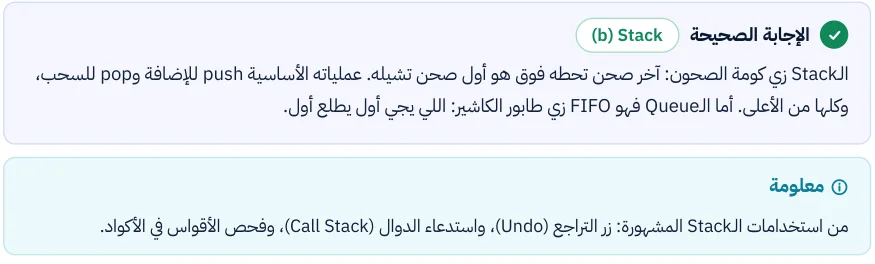 الإجابة الصحيحة b) Stack)
الـStack زي كومة الصحون: آخر صحن تحطه فوق هو أول صحن تشيله. عملياته الأساسية push للإضافة وpop للسحب،
وكلها من الأعلى. أما الـQueue فهو FIFO زي طابور الكاشير: اللي يجي أول يطلع أول.
معلومة
من استخدامات الـStack المشهورة: زر التراجع (Undo)، واستدعاء الدوال (Call Stack)، وفحص الأقواس في الأكواد.